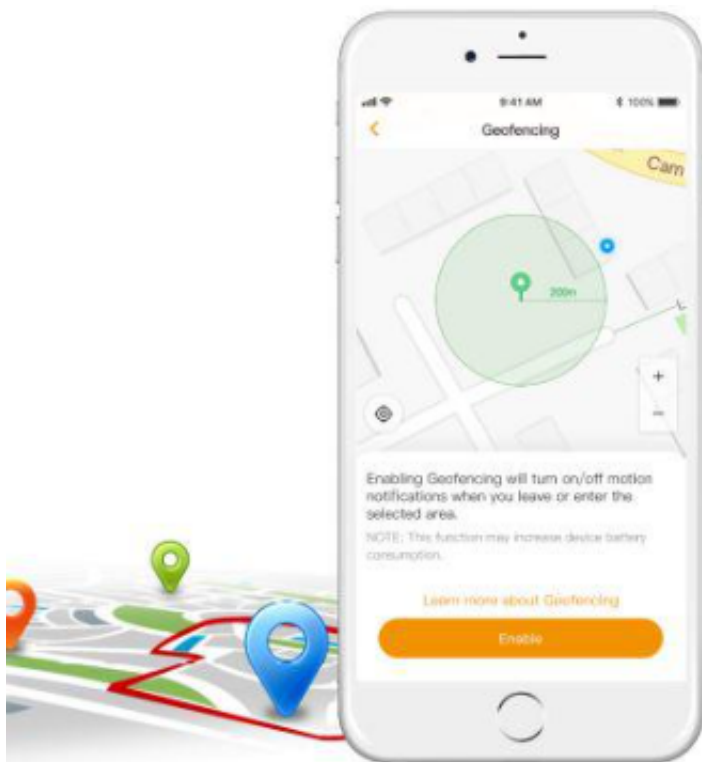 9:41 AM
100%
Geofencing
Cam
200m
+
−
Enabling Geofencing will turn on/off motion
notifications when you leave or enter the
selected area.
NOTE: This function may increase device battery
consumption.
Learn more about Geofencing
Enable